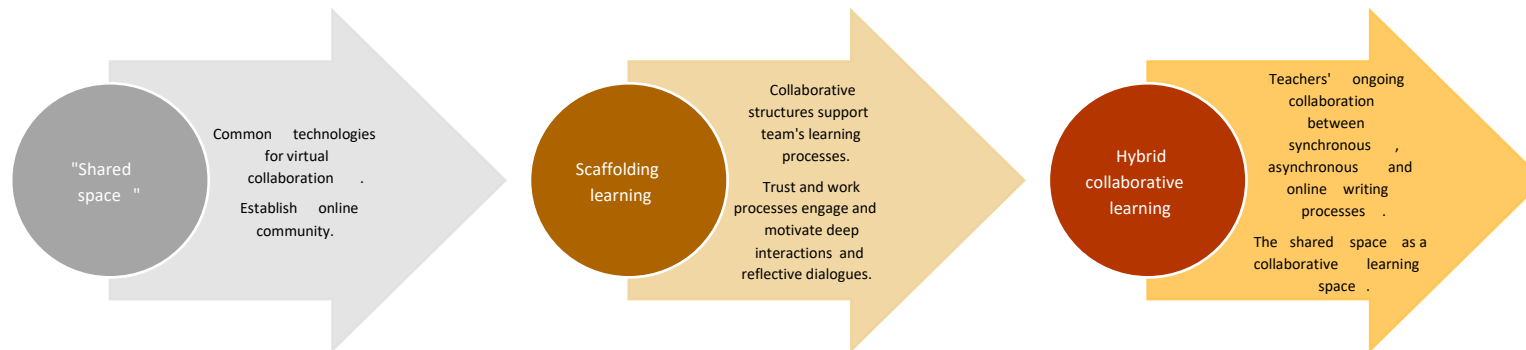 "Shared
space "
Common technologies
for virtual
collaboration .
Establish online
community.
Scaffolding
learning
Collaborative
structures support
team's learning
processes.
Trust and work
processes engage and
motivate deep
interactions and
reflective dialogues.
Hybrid
collaborative
learning
Teachers' ongoing
collaboration
between
synchronous ,
asynchronous and
online writing
processes .
The shared space as a
collaborative learning
space .